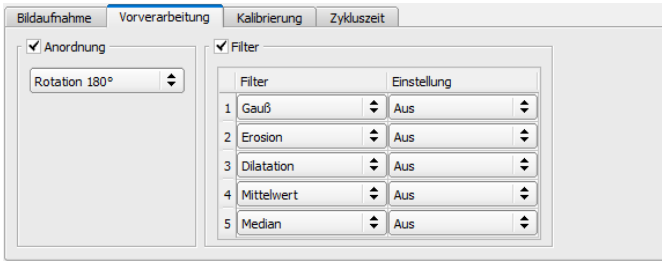 Bildaufnahme Vorverarbeitung Kalibrierung Zykluszeit
Anordnung
Rotation 180°
Filter
Filter Einstellung
1 Gauß Aus
2 Erosion Aus
3 Dilatation Aus
4 Mittelwert Aus
5 Median Aus